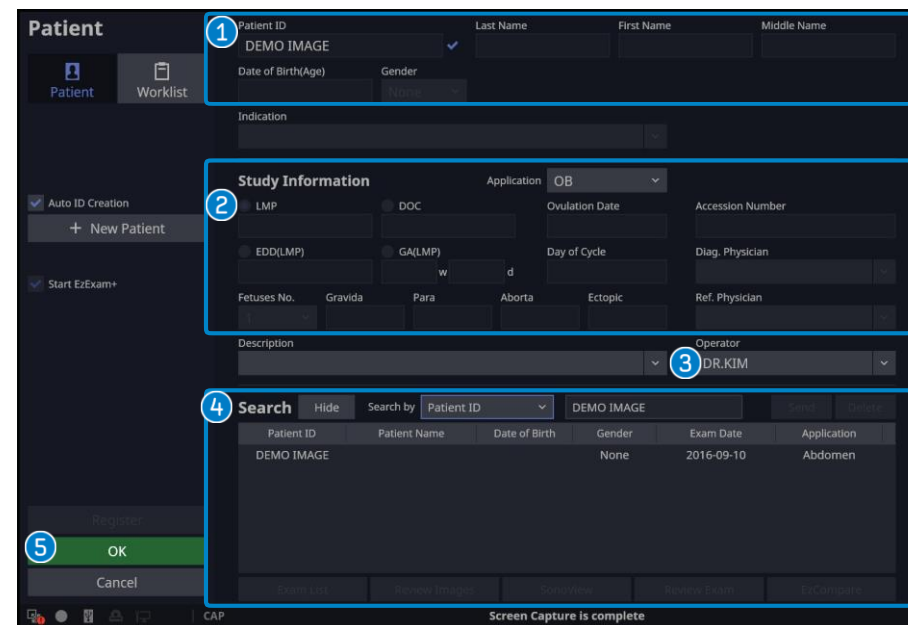 Patient
Patient
Worklist
Auto ID Creation
+ New Patient
Start EzExam+
Register
5
OK
Cancel
1
Patient ID
Last Name
First Name
Middle Name
DEMO IMAGE
Date of Birth(Age)
Gender
None
Indication
2
Study Information
Application
OB
LMP
DOC
Ovulation Date
Accession Number
EDD(LMP)
GA(LMP)
Day of Cycle
Diag. Physician
w
d
Fetuses No.
Gravida
Para
Aborta
Ectopic
Ref. Physician
1
Description
Operator
3
DR.KIM
4
Search
Hide
Search by
Patient ID
DEMO IMAGE
Send
Delete
Patient ID
Patient Name
Date of Birth
Gender
Exam Date
Application
DEMO IMAGE
None
2016-09-10
Abdomen
Exam List
Review Images
SonoView
Review Exam
EzCompare
CAP
Screen Capture is complete